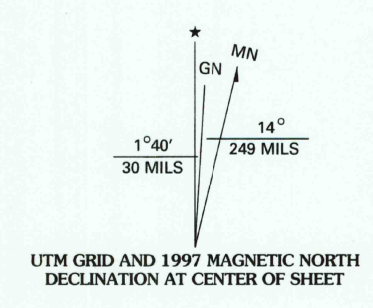 ★
GN
MN
1°40'
30 MILS
14°
249 MILS
UTM GRID AND 1997 MAGNETIC NORTH
DECLINATION AT CENTER OF SHEET